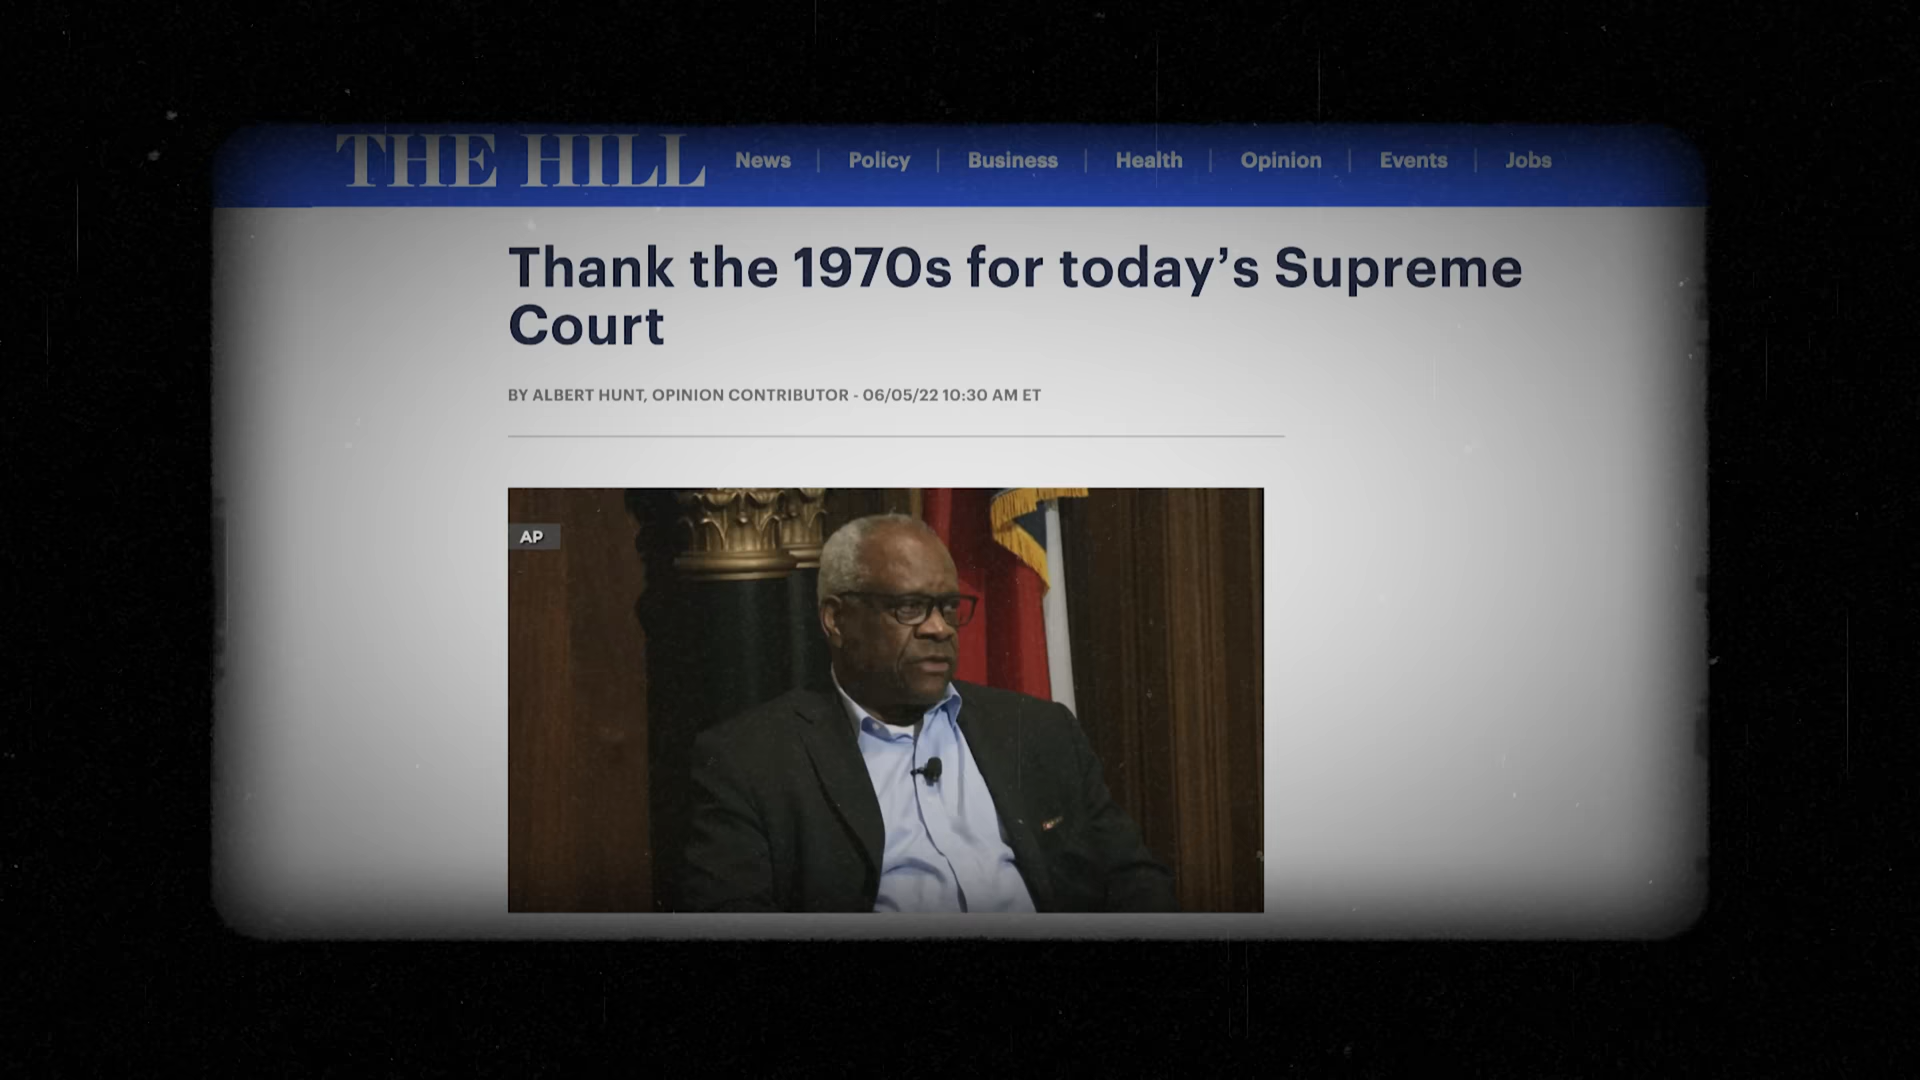 THE HILL News | Policy | Business | Health | Opinion | Events | Jobs
Thank the 1970s for today’s Supreme
Court
BY ALBERT HUNT, OPINION CONTRIBUTOR - 06/05/22 10:30 AM ET
AP